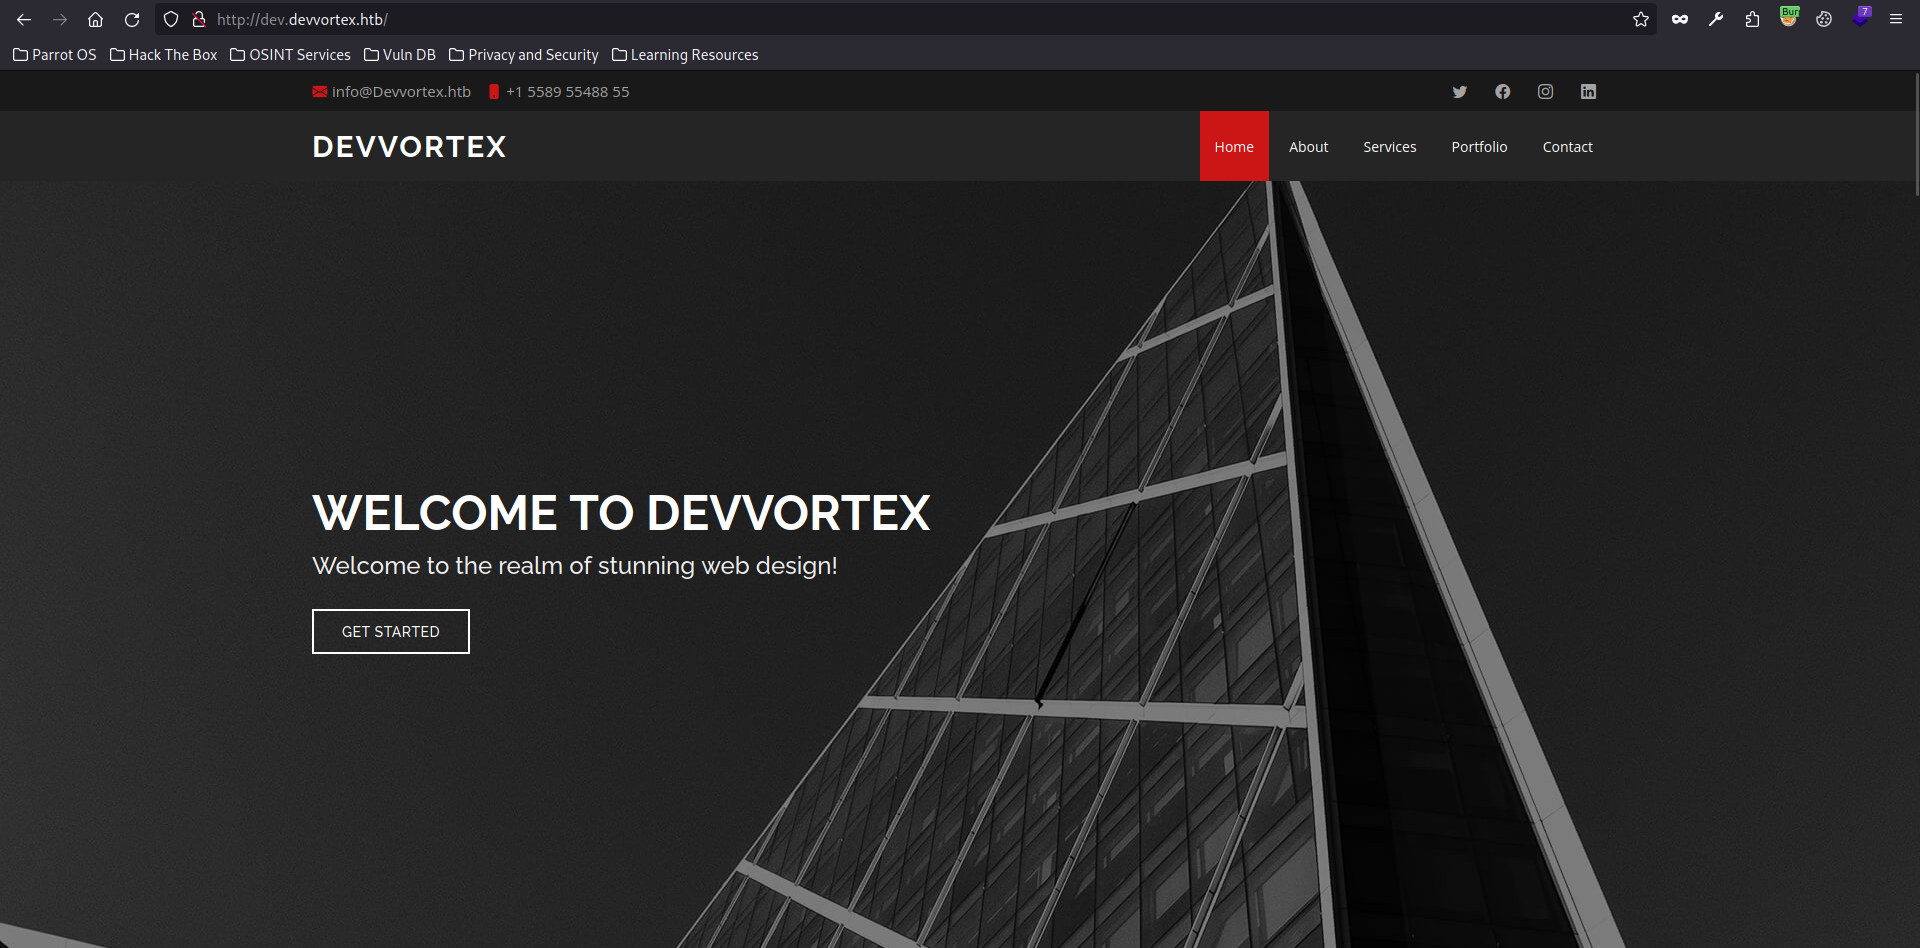 http://dev.devvortex.htb/
7
Parrot OS Hack The Box OSINT Services Vuln DB Privacy and Security Learning Resources
info@Devvortex.htb +1 5589 55488 55
DEVVORTEX
Home About Services Portfolio Contact
WELCOME TO DEVVORTEX
Welcome to the realm of stunning web design!
GET STARTED